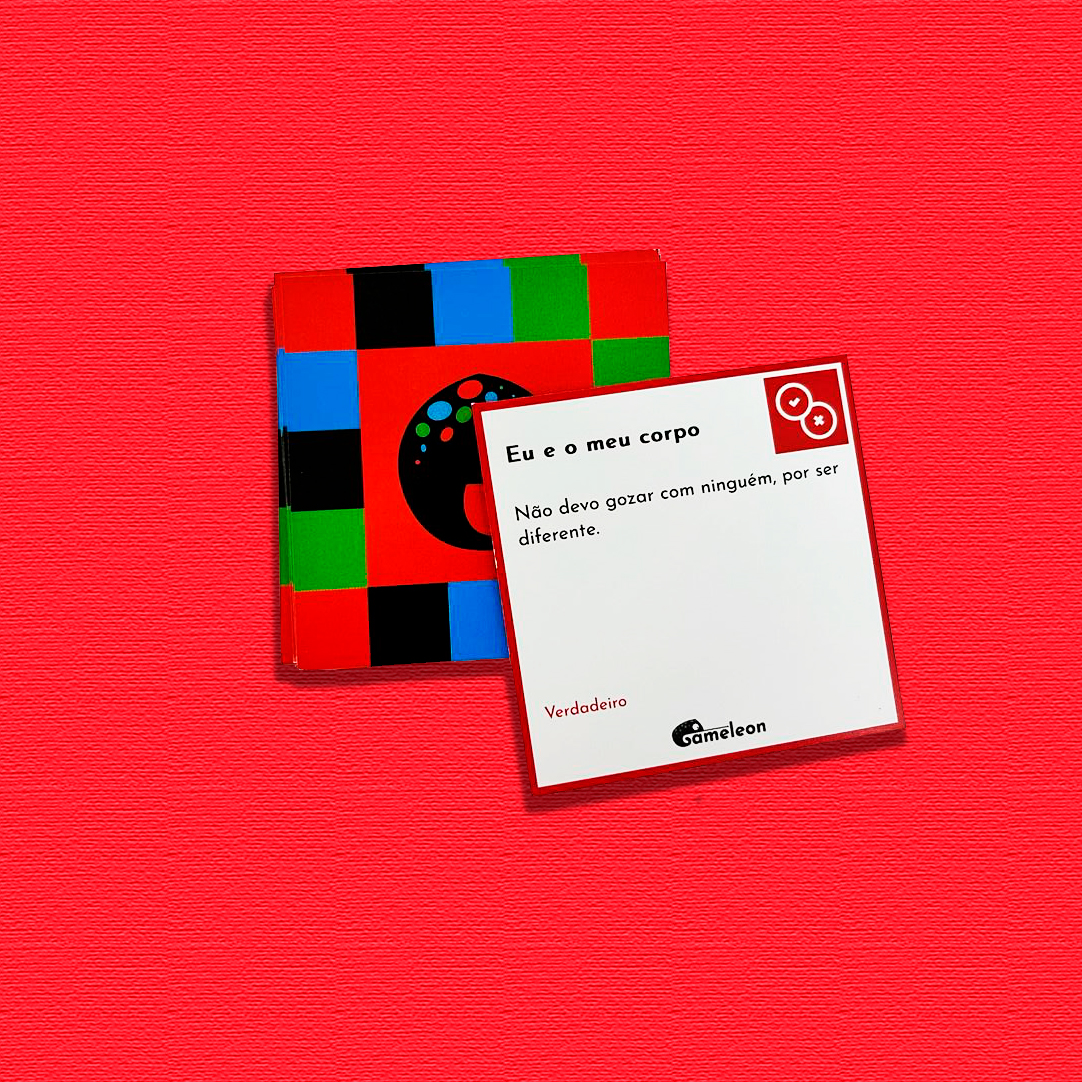 Eu e o meu corpo
Não devo gozar com ninguém, por ser
diferente.
Verdadeiro
Gameleon